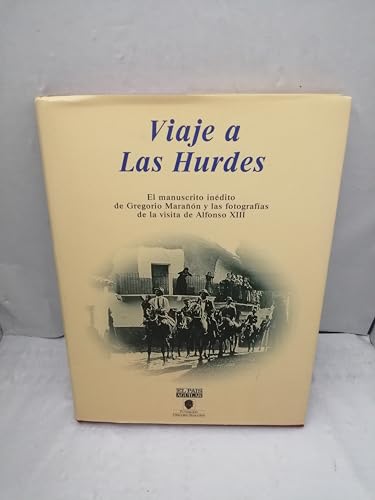 Viaje a
Las Hurdes
El manuscrito inédito
de Gregorio Marañón y las fotografías
de la visita de Alfonso XIII
EL PAIS
AGUILAR